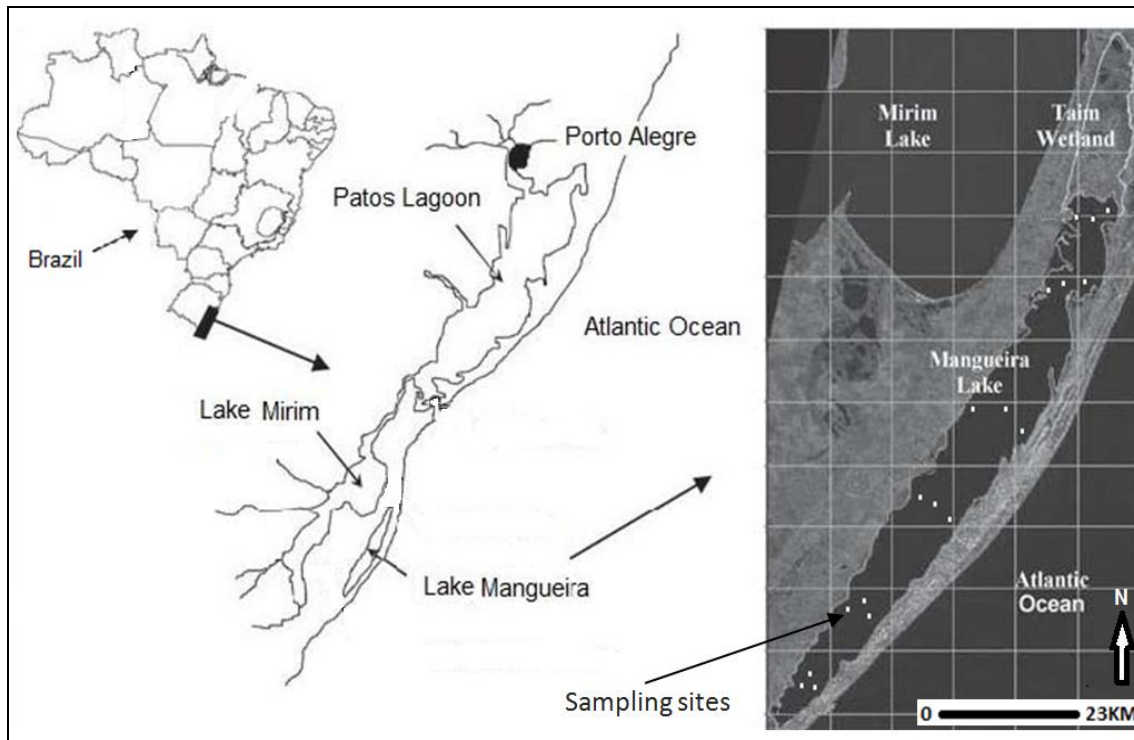 Brazil
Porto Alegre
Patos Lagoon
Atlantic Ocean
Lake Mirim
Lake Mangueira
Sampling sites
Mirim
Lake
Taim
Wetland
Mangueira
Lake
Atlantic
Ocean
N
0 23KM